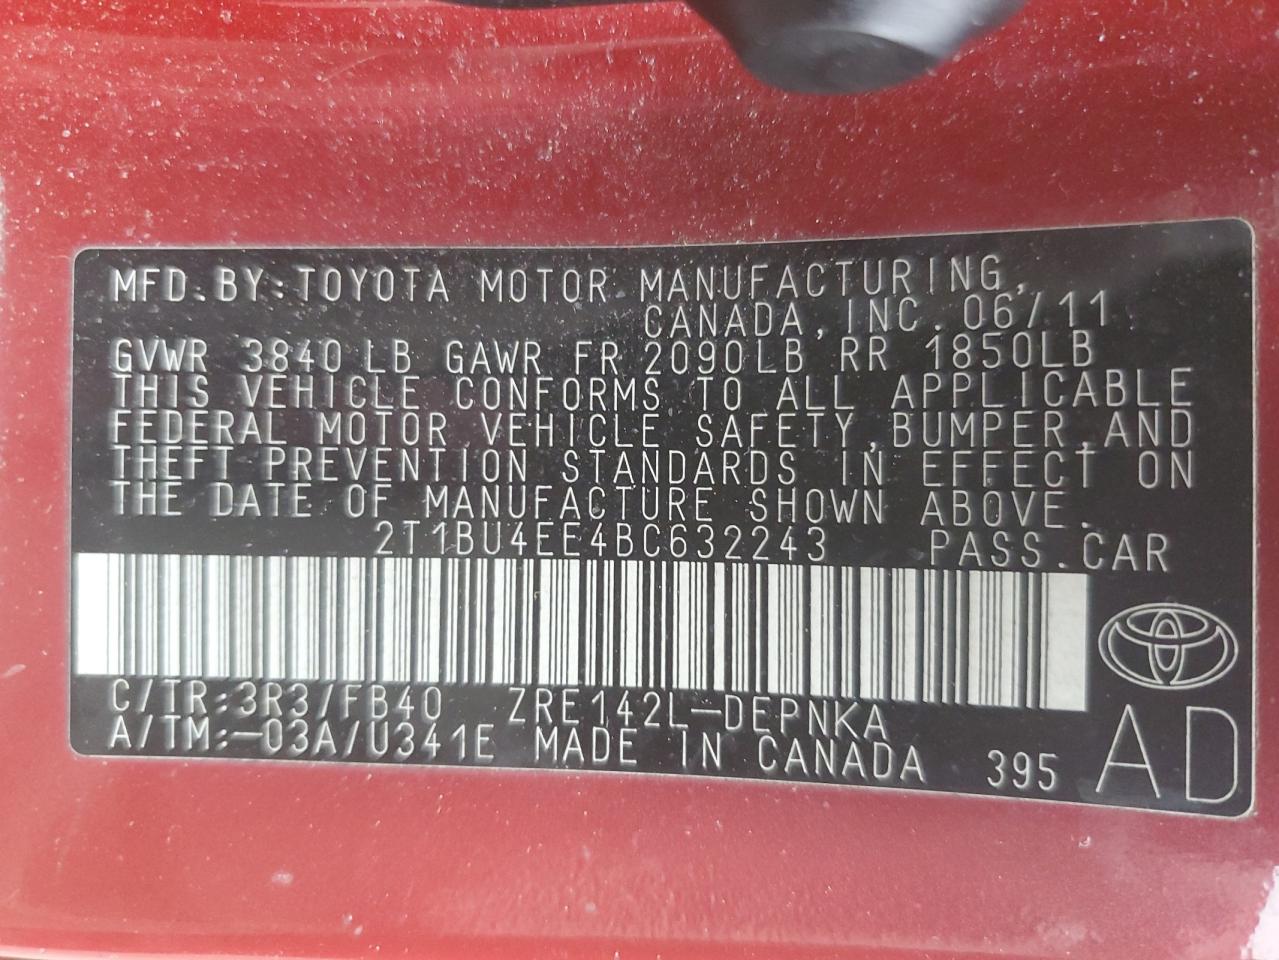 MFD.BY:TOYOTA MOTOR MANUFACTURING,
CANADA, INC. 06/11
GVWR 3840LB GAWR FR 2090LB RR 1850LB
THIS VEHICLE CONFORMS TO ALL APPLICABLE
FEDERAL MOTOR VEHICLE SAFETY,BUMPER,AND
THEFT PREVENTION STANDARDS IN EFFECT ON
THE DATE OF MANUFACTURE SHOWN ABOVE.
2T1BU4EE4BC632243 PASS.CAR
C/TR:3R3/FB40 ZRE142L-DEPNKA
A/TM:-03A/U341E MADE IN CANADA 395 AD